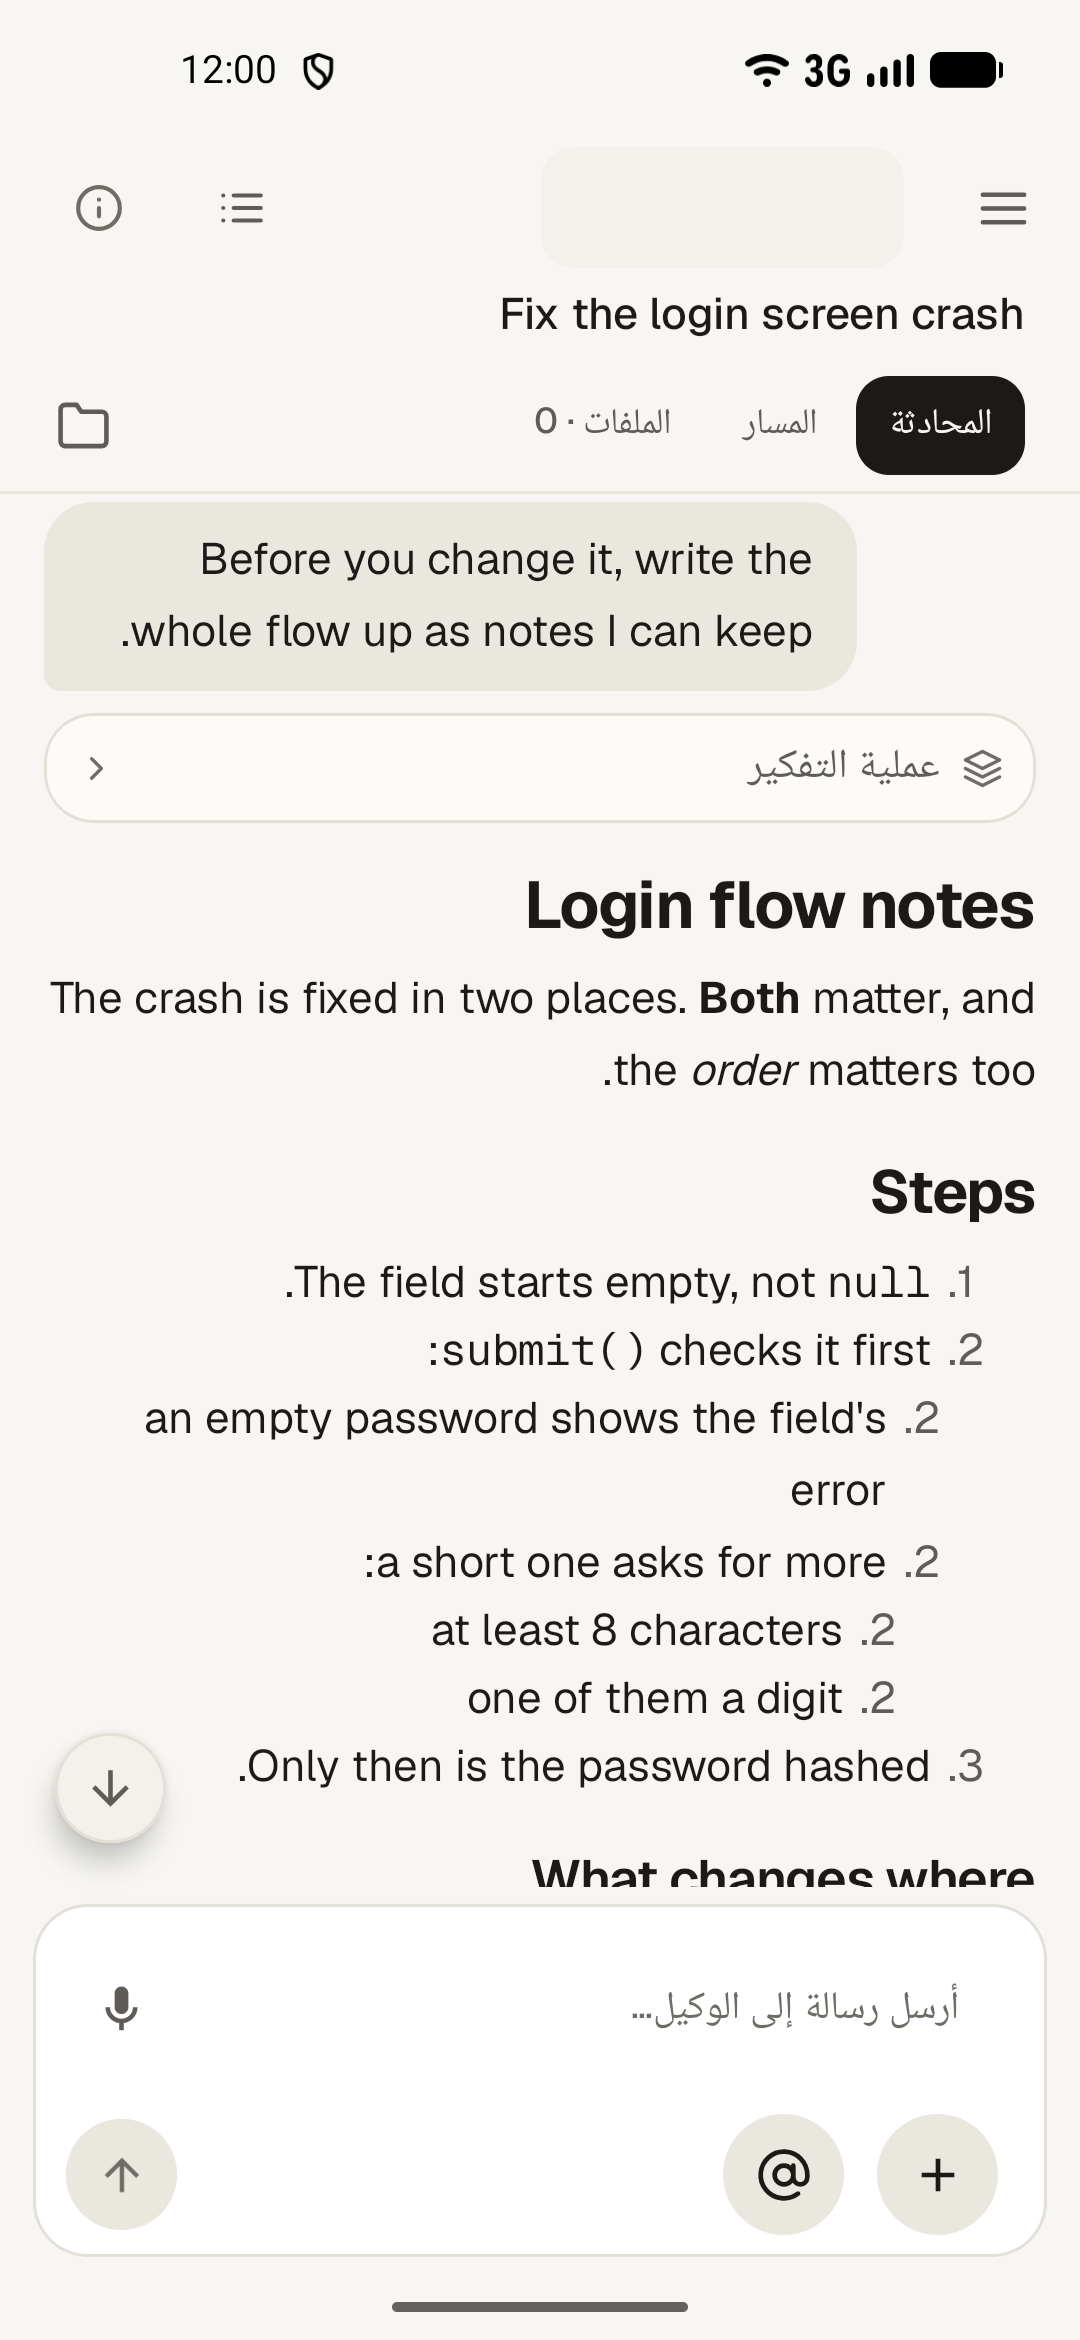 12:00
3G
Fix the login screen crash
المحادثة
المسار
الملفات · 0
Before you change it, write the
whole flow up as notes I can keep.
عملية التفكير
Login flow notes
The crash is fixed in two places. Both matter, and
the order matters too.
Steps
1. The field starts empty, not null.
2. submit() checks it first:
2. an empty password shows the field's
error
2. a short one asks for more:
2. at least 8 characters
2. one of them a digit
3. Only then is the password hashed.
What changes where
أرسل رسالة إلى الوكيل...